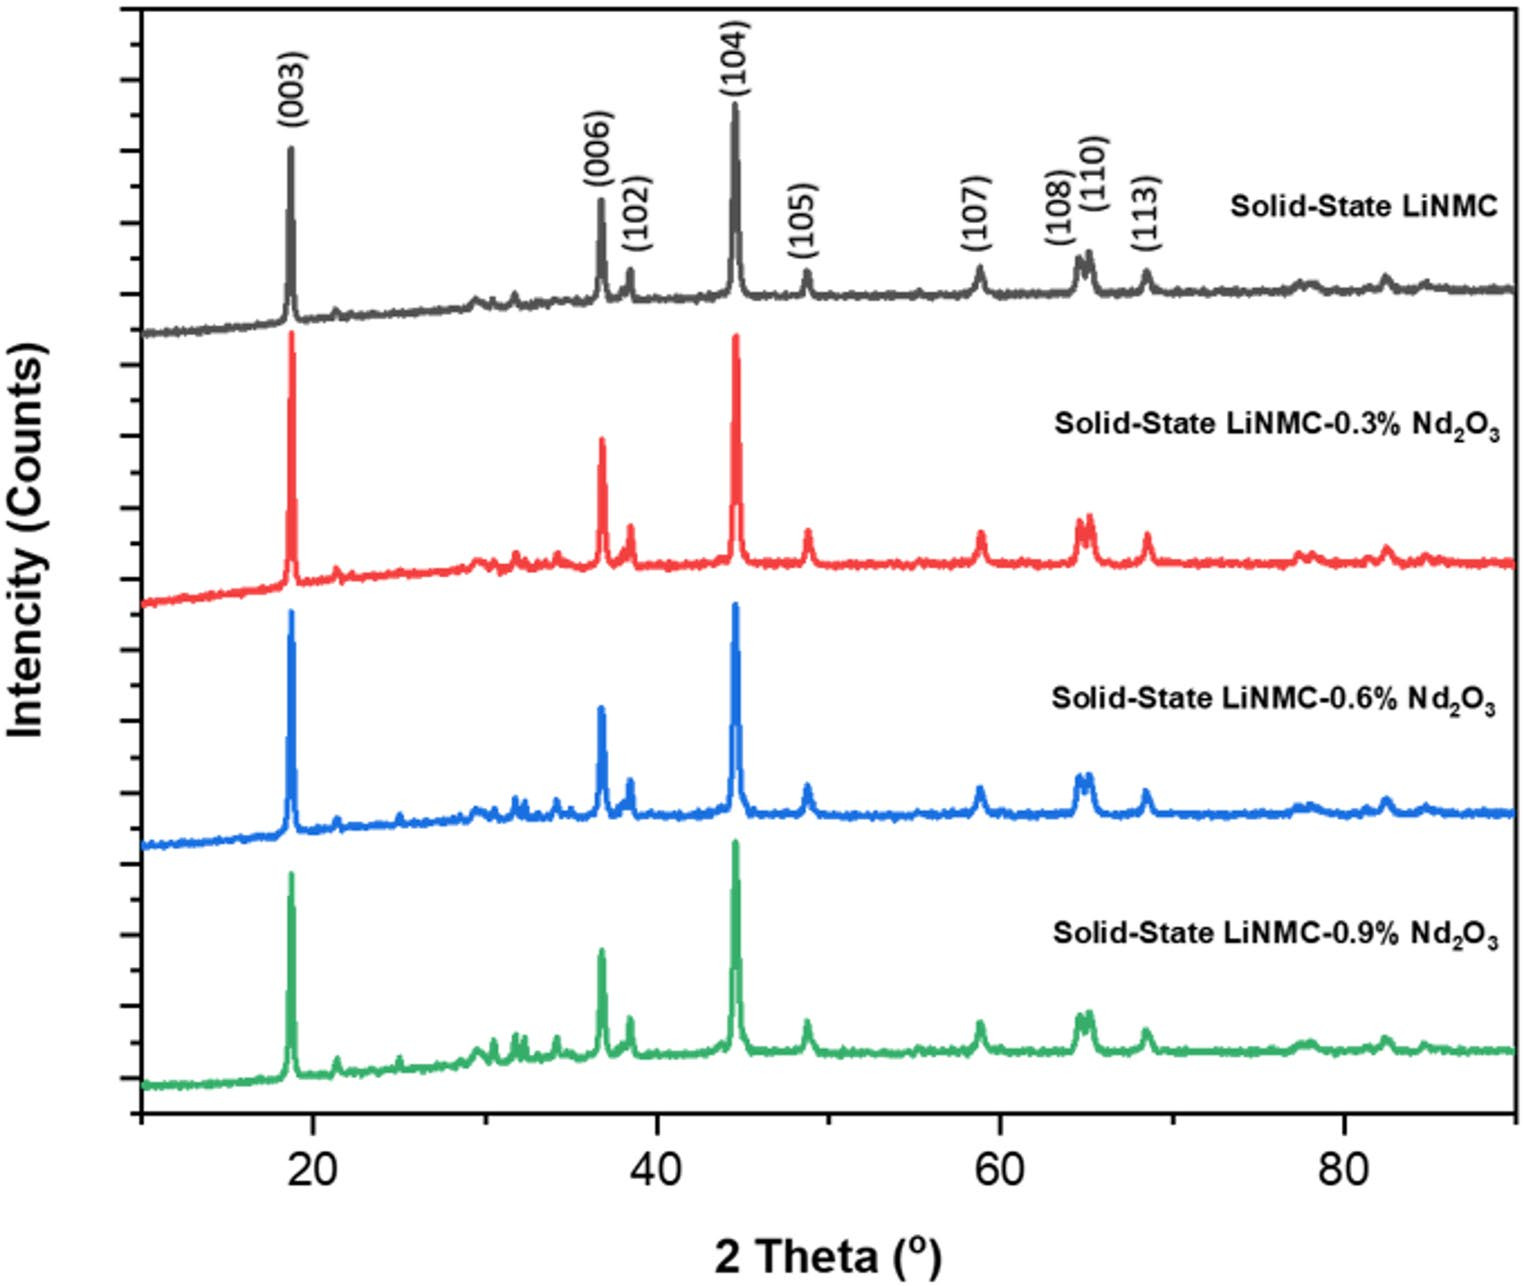 (003)
(006)
(102)
(104)
(105)
(107)
(108)
(110)
(113)
Solid-State LiNMC
Solid-State LiNMC-0.3% Nd₂O₃
Solid-State LiNMC-0.6% Nd₂O₃
Solid-State LiNMC-0.9% Nd₂O₃
Intencity (Counts)
20 40 60 80
2 Theta (º)